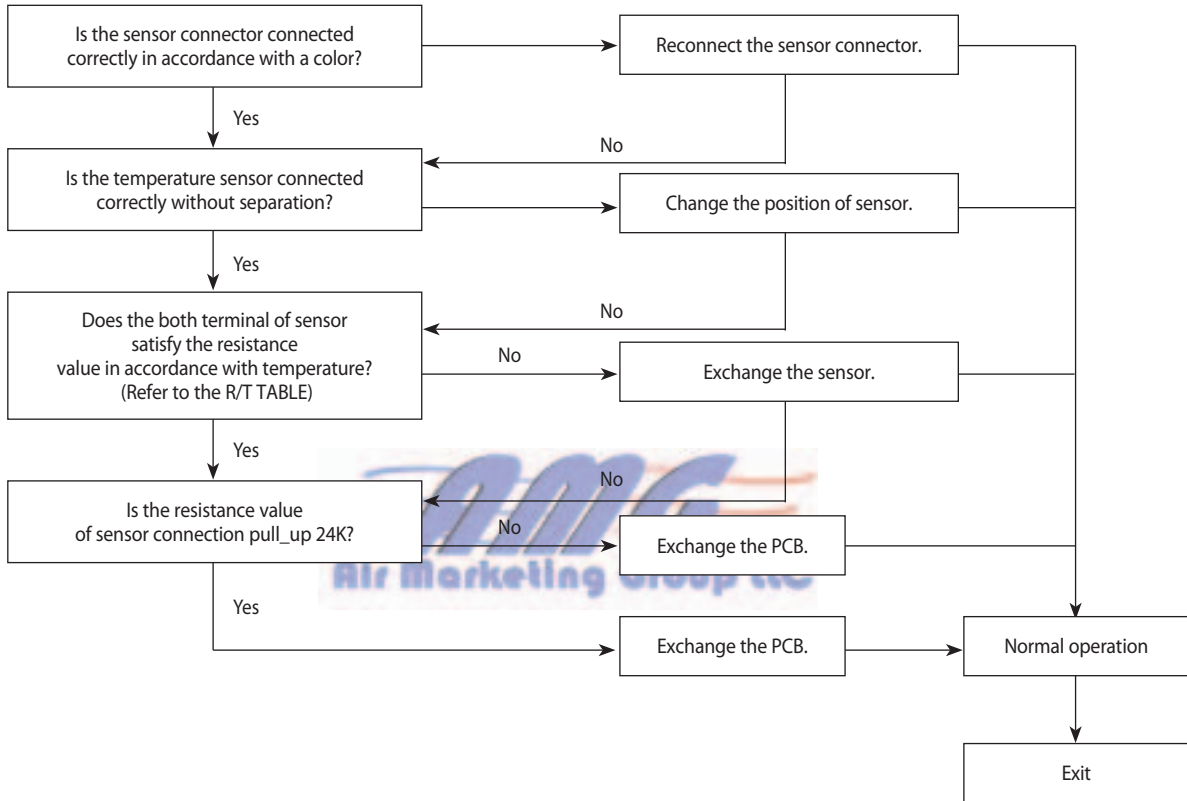 Is the sensor connector connected
correctly in accordance with a color?
Reconnect the sensor connector.
Yes
No
Is the temperature sensor connected
correctly without separation?
Change the position of sensor.
Yes
No
Does the both terminal of sensor
satisfy the resistance
value in accordance with temperature?
(Refer to the R/T TABLE)
No
Exchange the sensor.
Yes
No
Is the resistance value
of sensor connection pull_up 24K?
No
Exchange the PCB.
AMG
Air Marketing Group LLC
Yes
Exchange the PCB.
Normal operation
Exit